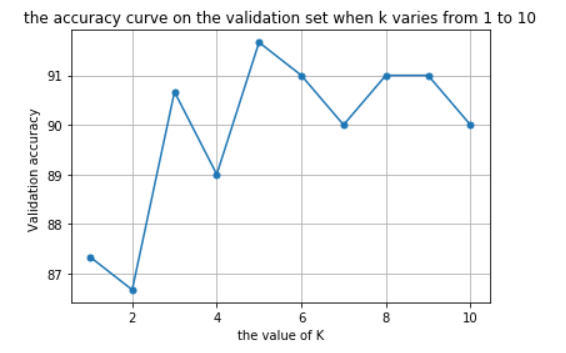 the accuracy curve on the validation set when k varies from 1 to 10
91
90
89
88
87
Validation accuracy
2 4 6 8 10
the value of K